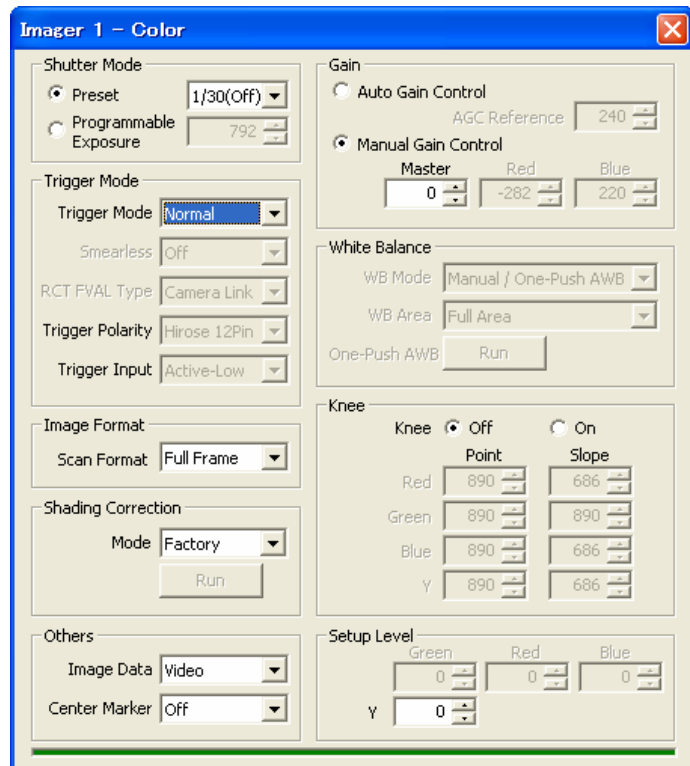 Imager 1 - Color
Shutter Mode
Preset 1/30(Off)
Programmable Exposure 792
Trigger Mode
Trigger Mode Normal
Smearless Off
RCT FVAL Type Camera Link
Trigger Polarity Hirose 12Pin
Trigger Input Active-Low
Image Format
Scan Format Full Frame
Shading Correction
Mode Factory
Run
Others
Image Data Video
Center Marker Off
Gain
Auto Gain Control
AGC Reference 240
Manual Gain Control
Master Red Blue
0 -282 220
White Balance
WB Mode Manual / One-Push AWB
WB Area Full Area
One-Push AWB Run
Knee
Knee Off On
Point Slope
Red 890 686
Green 890 890
Blue 890 686
Y 890 686
Setup Level
Green Red Blue
0 0 0
Y 0